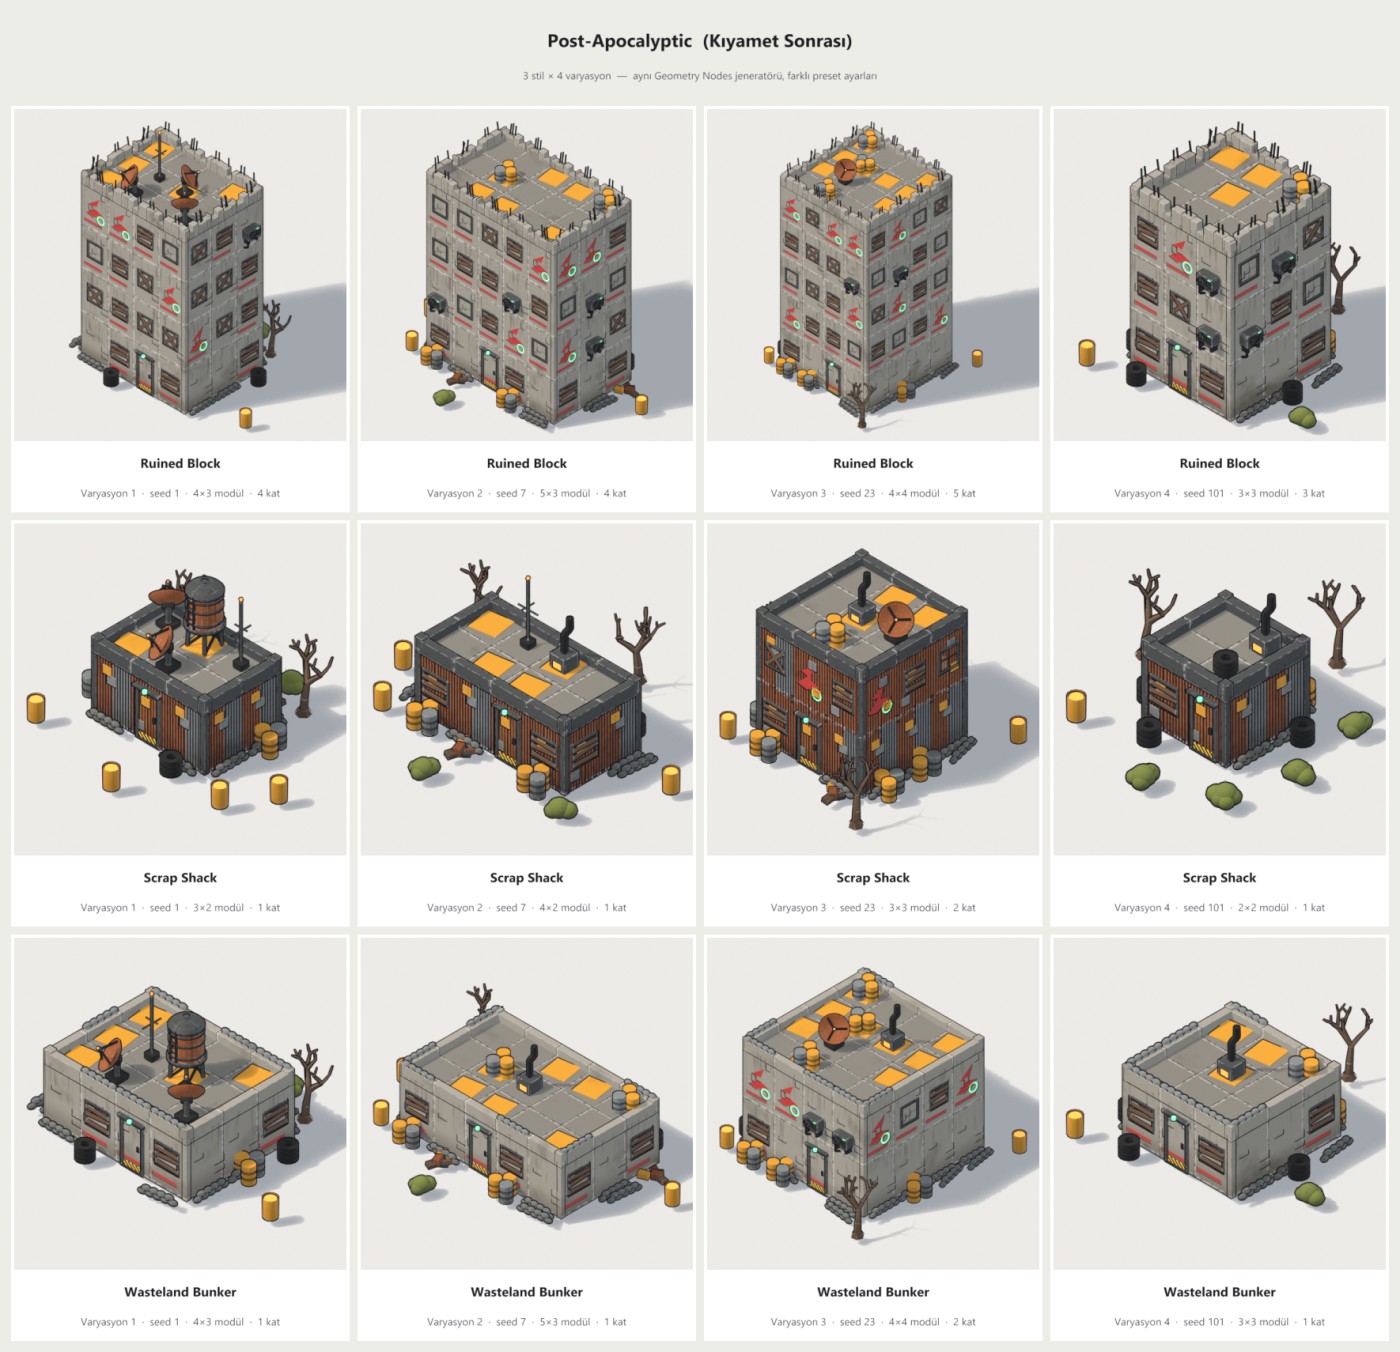 Post-Apocalyptic (Kıyamet Sonrası)
3 stil × 4 varyasyon — aynı Geometry Nodes jeneratörü, farklı preset ayarları
Ruined Block
Varyasyon 1 · seed 1 · 4×3 modül · 4 kat
Ruined Block
Varyasyon 2 · seed 7 · 5×3 modül · 4 kat
Ruined Block
Varyasyon 3 · seed 23 · 4×4 modül · 5 kat
Ruined Block
Varyasyon 4 · seed 101 · 3×3 modül · 3 kat
Scrap Shack
Varyasyon 1 · seed 1 · 3×2 modül · 1 kat
Scrap Shack
Varyasyon 2 · seed 7 · 4×2 modül · 1 kat
Scrap Shack
Varyasyon 3 · seed 23 · 3×3 modül · 2 kat
Scrap Shack
Varyasyon 4 · seed 101 · 2×2 modül · 1 kat
Wasteland Bunker
Varyasyon 1 · seed 1 · 4×3 modül · 1 kat
Wasteland Bunker
Varyasyon 2 · seed 7 · 5×3 modül · 1 kat
Wasteland Bunker
Varyasyon 3 · seed 23 · 4×4 modül · 2 kat
Wasteland Bunker
Varyasyon 4 · seed 101 · 3×3 modül · 1 kat